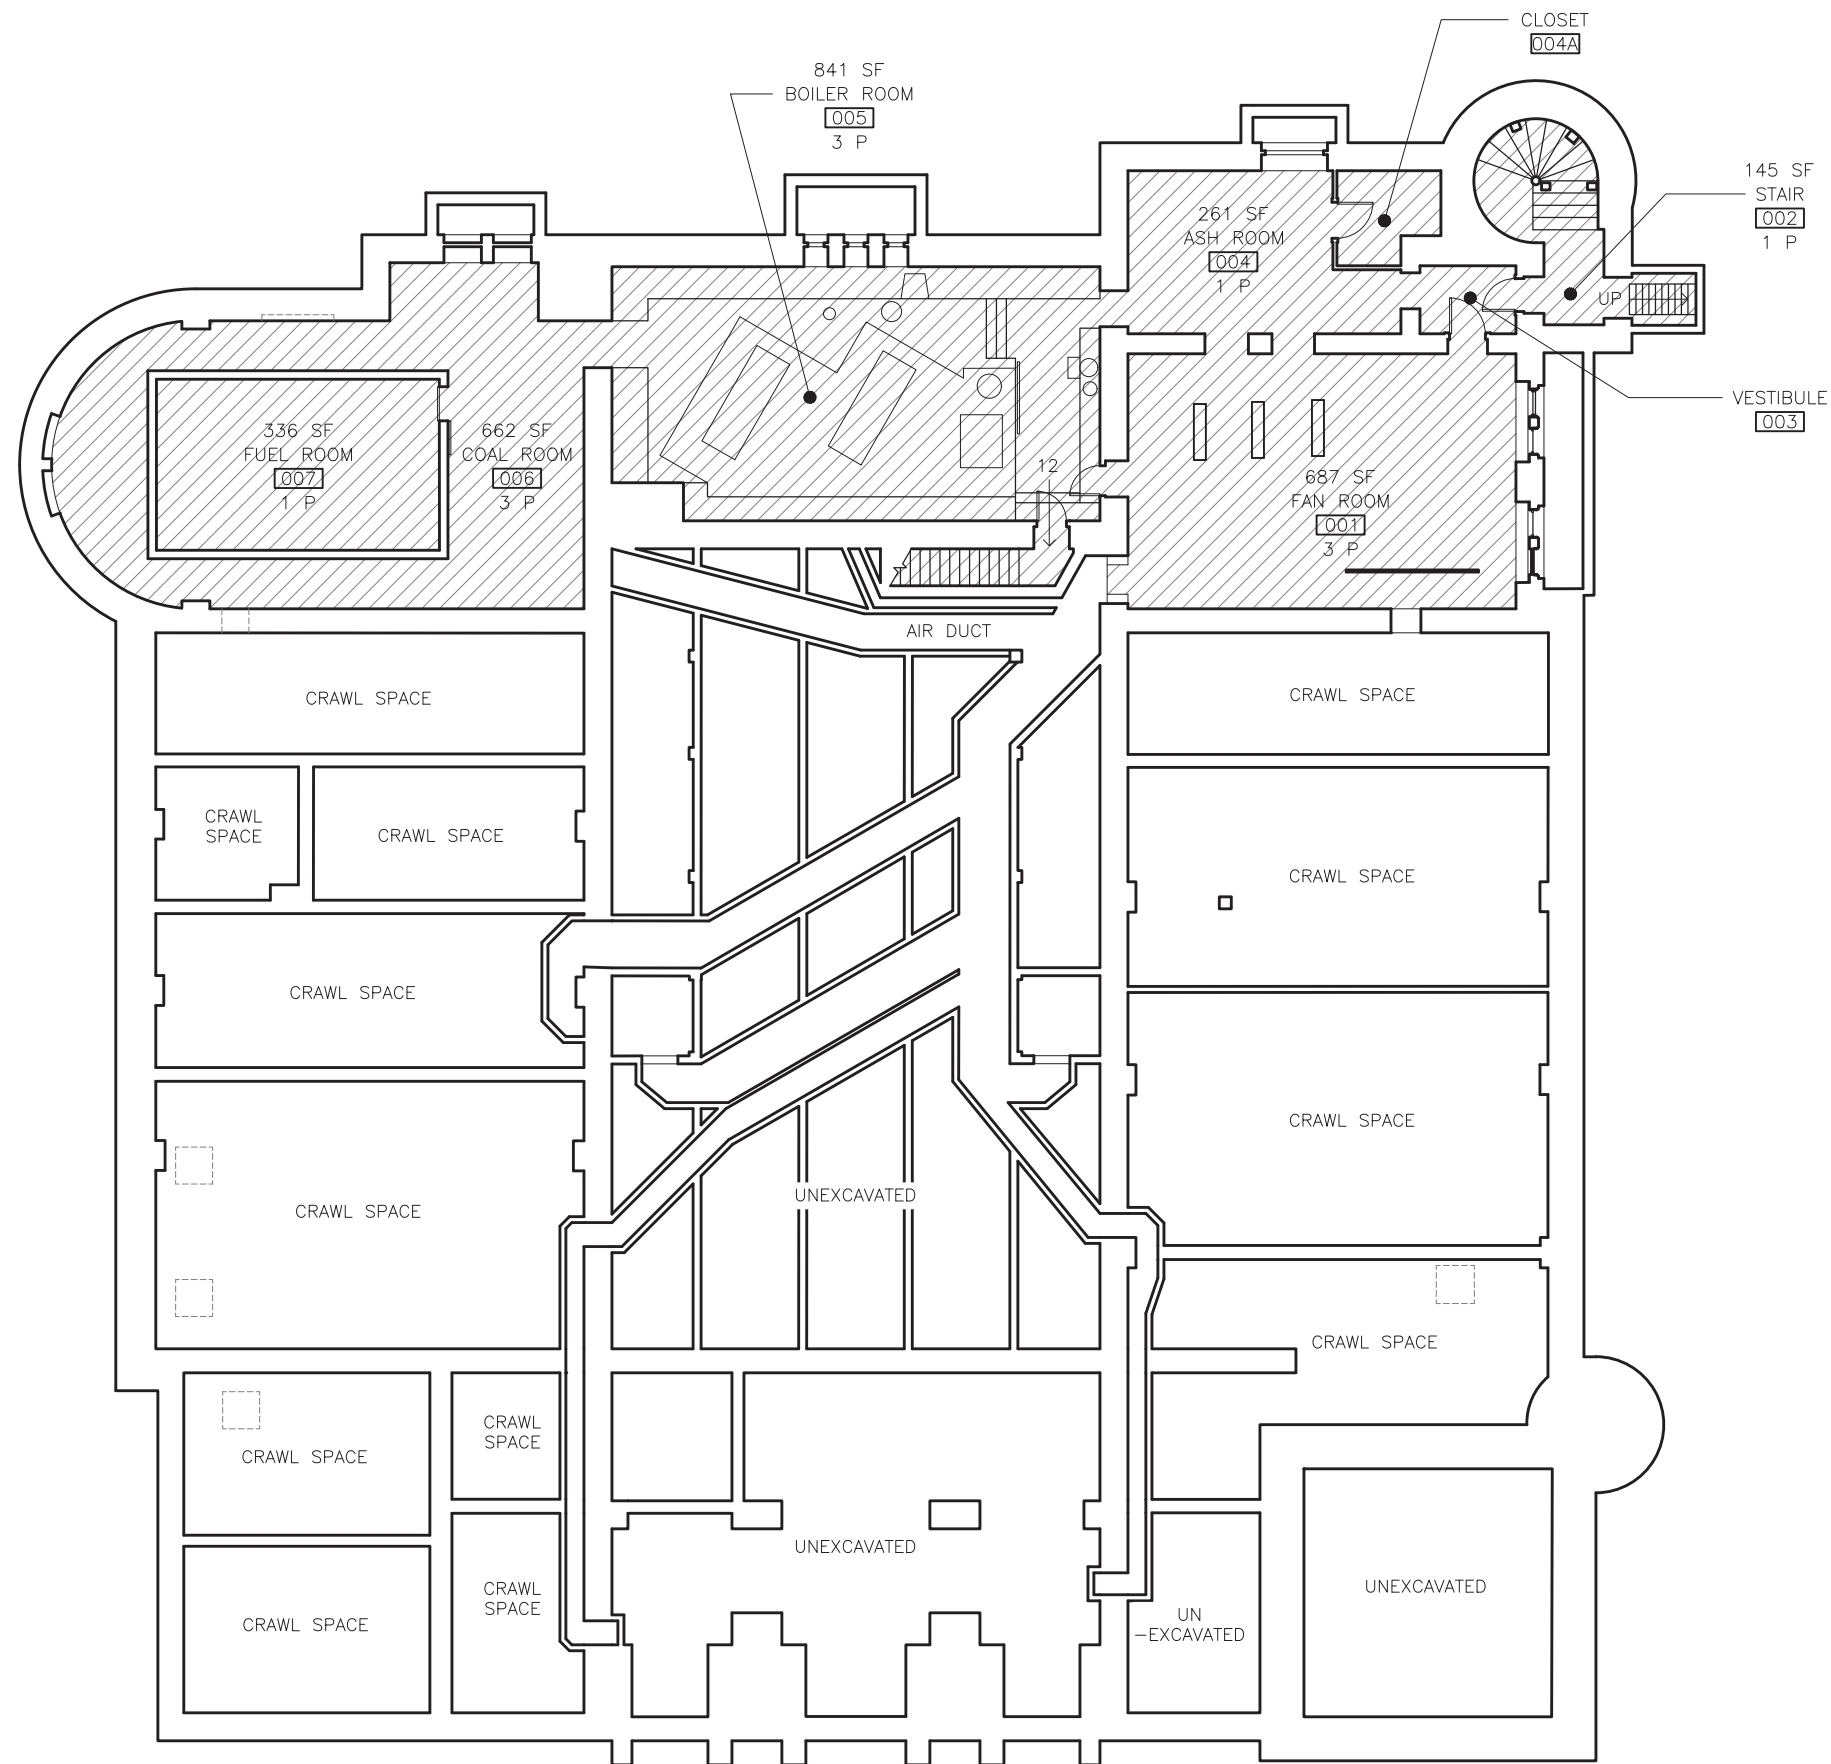 CLOSET
004A
841 SF
BOILER ROOM
005
3 P
145 SF
STAIR
002
1 P
261 SF
ASH ROOM
004
1 P
UP
VESTIBULE
003
336 SF
FUEL ROOM
007
1 P
662 SF
COAL ROOM
006
3 P
12
687 SF
FAN ROOM
001
3 P
AIR DUCT
CRAWL SPACE
CRAWL SPACE
CRAWL
SPACE
CRAWL SPACE
CRAWL SPACE
CRAWL SPACE
CRAWL SPACE
CRAWL SPACE
UNEXCAVATED
CRAWL SPACE
CRAWL SPACE
CRAWL SPACE
CRAWL
SPACE
UNEXCAVATED
CRAWL SPACE
CRAWL
SPACE
UN
-EXCAVATED
UNEXCAVATED